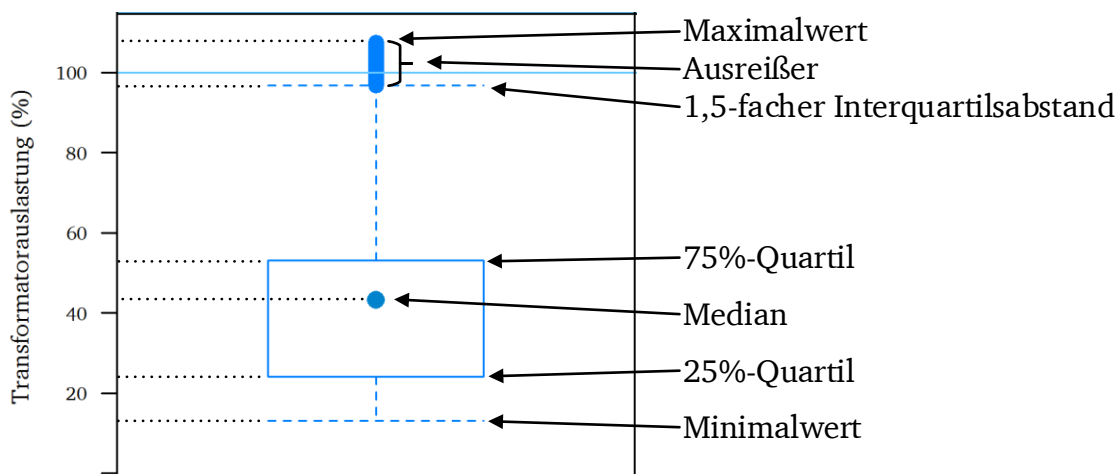 Transformatorauslastung (%)
100
80
60
40
20
Maximalwert
Ausreißer
1,5-facher Interquartilsabstand
75%-Quartil
Median
25%-Quartil
Minimalwert